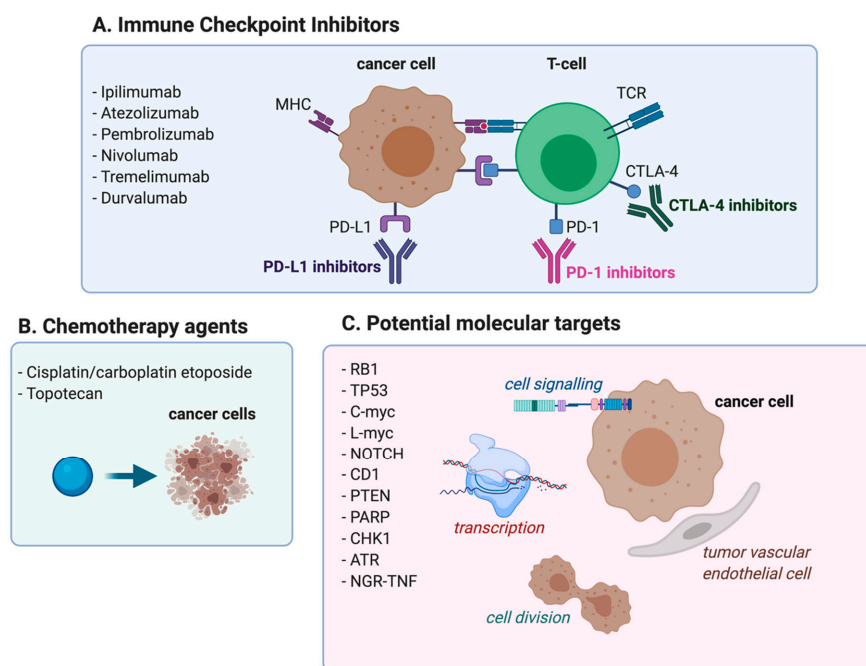 A. Immune Checkpoint Inhibitors
cancer cell
T-cell
- Ipilimumab
- Atezolizumab
- Pembrolizumab
- Nivolumab
- Tremelimumab
- Durvalumab
MHC
TCR
CTLA-4
CTLA-4 inhibitors
PD-L1
PD-1
PD-L1 inhibitors
PD-1 inhibitors
B. Chemotherapy agents
- Cisplatin/carboplatin etoposide
- Topotecan
cancer cells
C. Potential molecular targets
- RB1
- TP53
- C-myc
- L-myc
- NOTCH
- CD1
- PTEN
- PARP
- CHK1
- ATR
- NGR-TNF
cell signalling
cancer cell
transcription
tumor vascular
endothelial cell
cell division